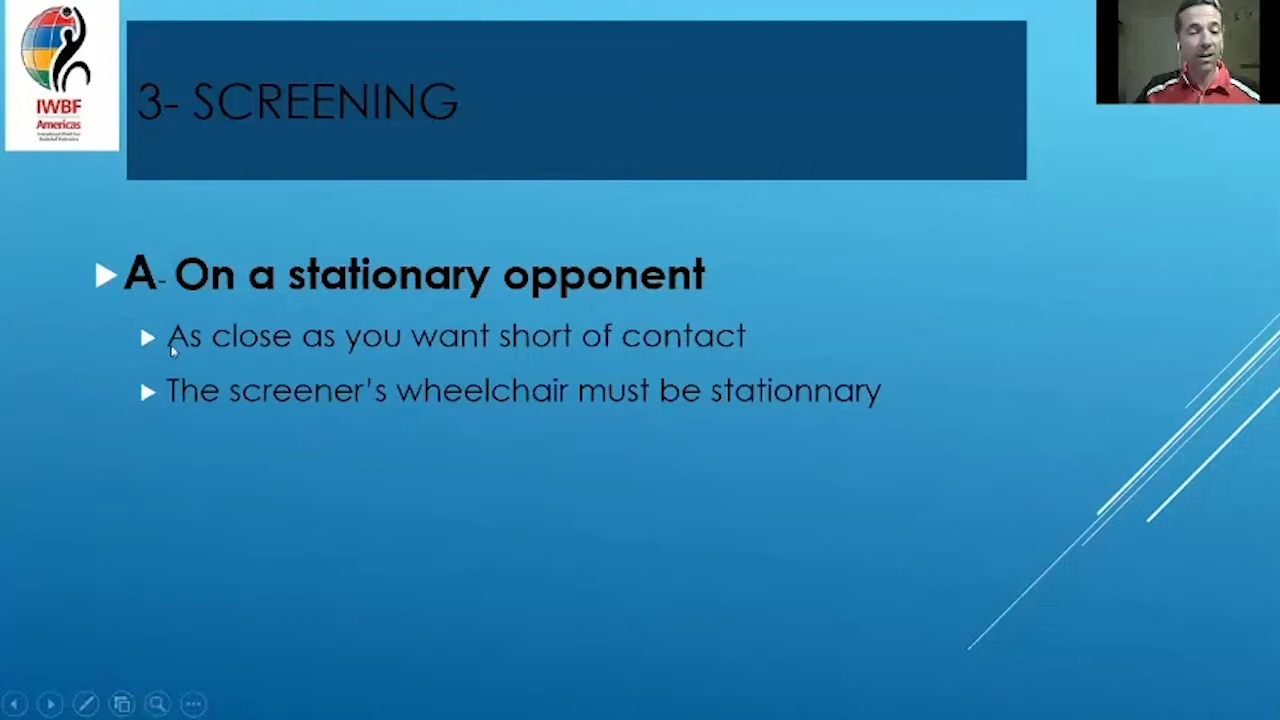 IWBF
Americas
3- SCREENING
A- On a stationary opponent
As close as you want short of contact
The screener's wheelchair must be stationnary